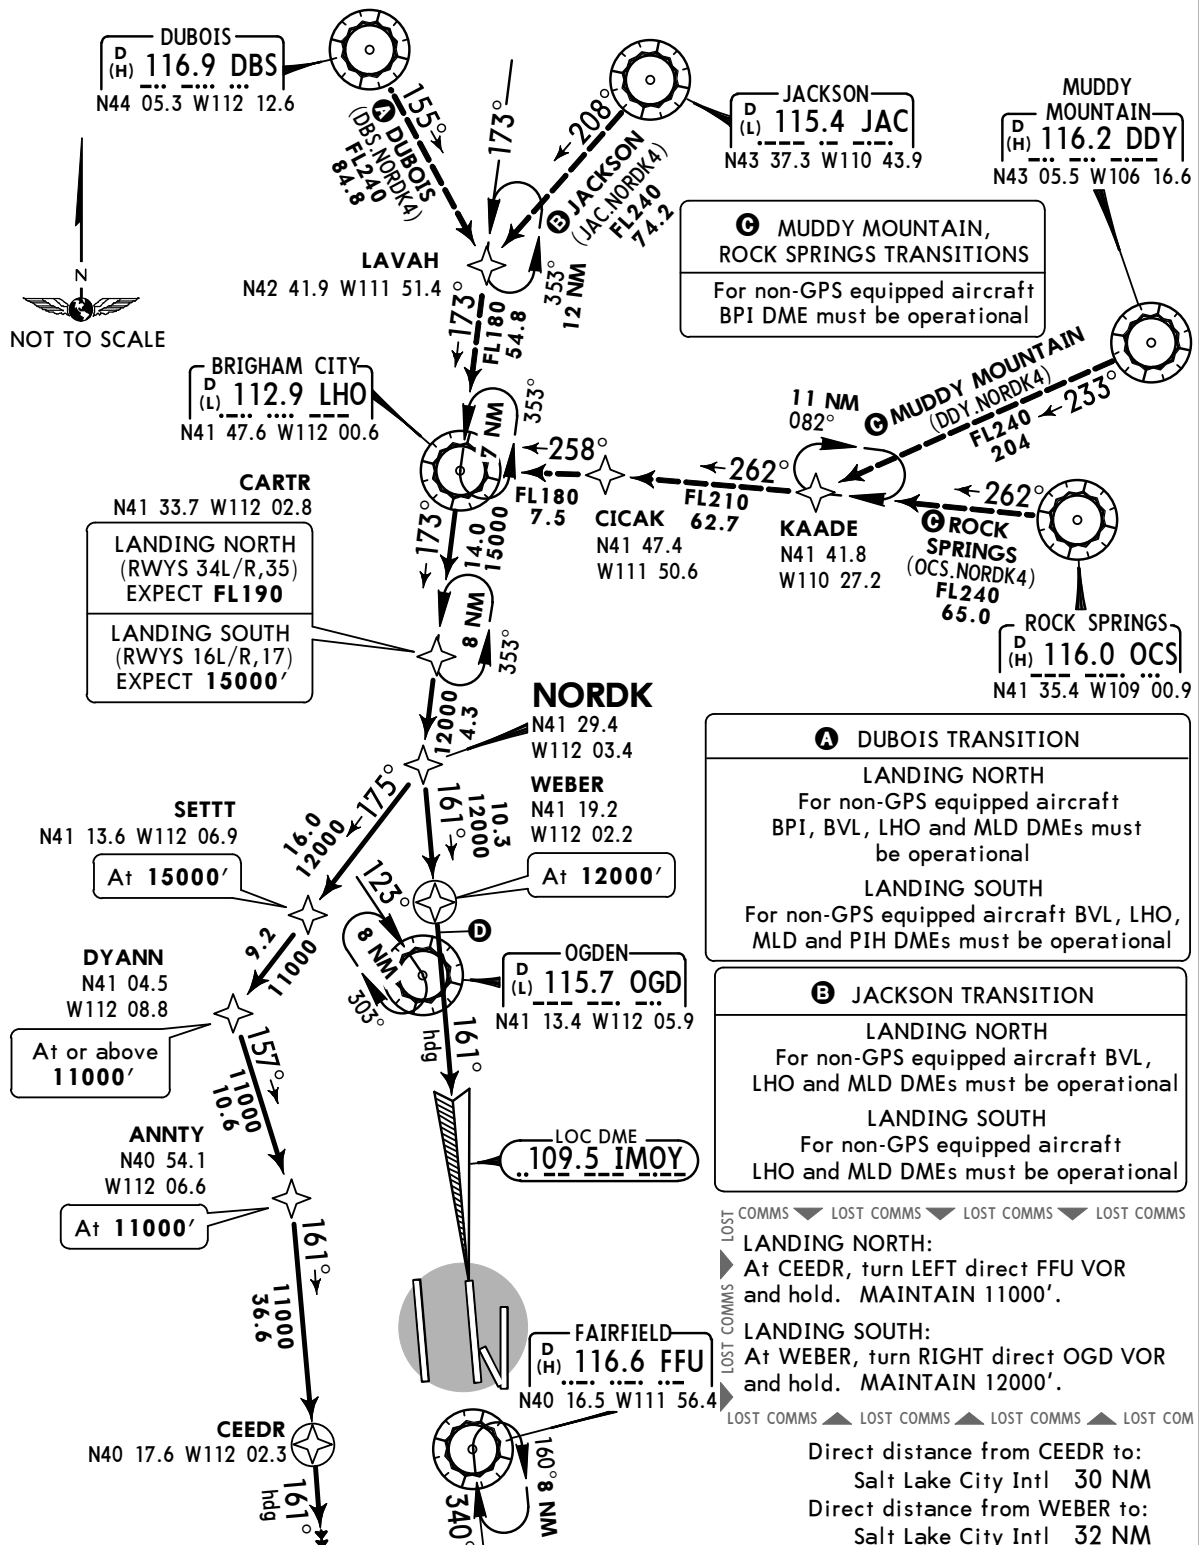 DUBOIS
D
(H) 116.9 DBS
N44 05.3 W112 12.6
JACKSON
D
(L) 115.4 JAC
N43 37.3 W110 43.9
MUDDY
MOUNTAIN
D
(H) 116.2 DDY
N43 05.5 W106 16.6
155°
A DUBOIS
(DBS.NORDK4)
FL240
84.8
173°
208°
B JACKSON
(JAC.NORDK4)
FL240
74.2
N
NOT TO SCALE
LAVAH
N42 41.9 W111 51.4
353°
12 NM
C MUDDY MOUNTAIN,
ROCK SPRINGS TRANSITIONS
For non-GPS equipped aircraft
BPI DME must be operational
173°
FL180
54.8
BRIGHAM CITY
D
(L) 112.9 LHO
N41 47.6 W112 00.6
353°
7 NM
11 NM
082°
C MUDDY MOUNTAIN
(DDY.NORDK4)
FL240
204
233°
258°
FL180
7.5
CICAK
N41 47.4
W111 50.6
262°
FL210
62.7
KAADE
N41 41.8
W110 27.2
262°
C ROCK
SPRINGS
(OCS.NORDK4)
FL240
65.0
ROCK SPRINGS
D
(H) 116.0 OCS
N41 35.4 W109 00.9
CARTR
N41 33.7 W112 02.8
LANDING NORTH
(RWYS 34L/R,35)
EXPECT FL190
LANDING SOUTH
(RWYS 16L/R,17)
EXPECT 15000'
173°
14.0
15000
8 NM
353°
12000
4.3
NORDK
N41 29.4
W112 03.4
WEBER
N41 19.2
W112 02.2
At 12000'
161°
10.3
12000
175°
16.0
12000
SETTT
N41 13.6 W112 06.9
At 15000'
123°
8 NM
303°
D
OGDEN
D
(L) 115.7 OGD
N41 13.4 W112 05.9
9.2
11000
DYANN
N41 04.5
W112 08.8
At or above
11000'
157°
11000
10.6
hdg
161°
ANNTY
N40 54.1
W112 06.6
At 11000'
LOC DME
109.5 IMOY
161°
11000
36.6
FAIRFIELD
D
(H) 116.6 FFU
N40 16.5 W111 56.4
CEEDR
N40 17.6 W112 02.3
161°
hdg
160°
8 NM
340°
A DUBOIS TRANSITION
LANDING NORTH
For non-GPS equipped aircraft
BPI, BVL, LHO and MLD DMEs must
be operational
LANDING SOUTH
For non-GPS equipped aircraft BVL, LHO,
MLD and PIH DMEs must be operational
B JACKSON TRANSITION
LANDING NORTH
For non-GPS equipped aircraft BVL,
LHO and MLD DMEs must be operational
LANDING SOUTH
For non-GPS equipped aircraft
LHO and MLD DMEs must be operational
LOST COMMS LOST COMMS LOST COMMS LOST COMMS
LOST COMMS
LANDING NORTH:
At CEEDR, turn LEFT direct FFU VOR
and hold. MAINTAIN 11000'.
LANDING SOUTH:
At WEBER, turn RIGHT direct OGD VOR
and hold. MAINTAIN 12000'.
LOST COMMS LOST COMMS LOST COMMS LOST COM
Direct distance from CEEDR to:
Salt Lake City Intl 30 NM
Direct distance from WEBER to:
Salt Lake City Intl 32 NM